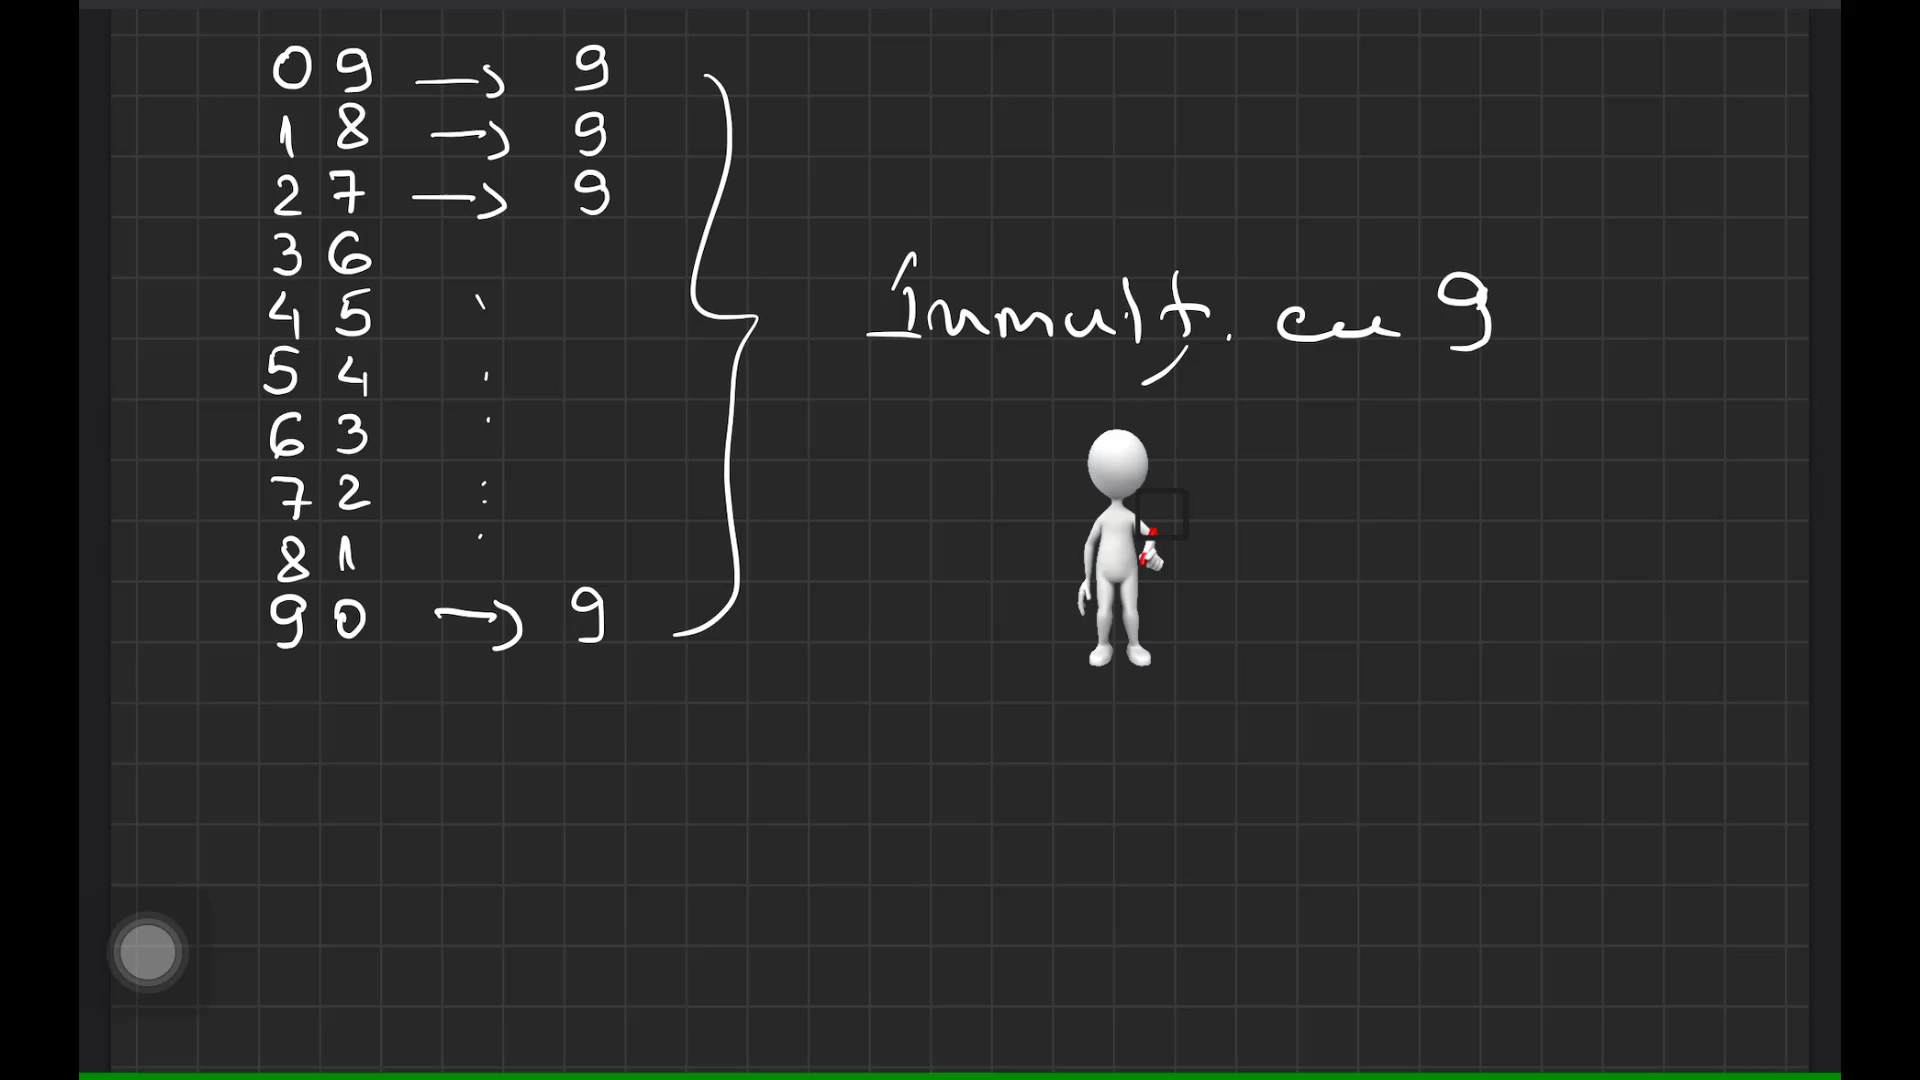 0 9 → 9
1 8 → 9
2 7 → 9
3 6
4 5
5 4
6 3
7 2
8 1
9 0 → 9
Înmulț. cu 9